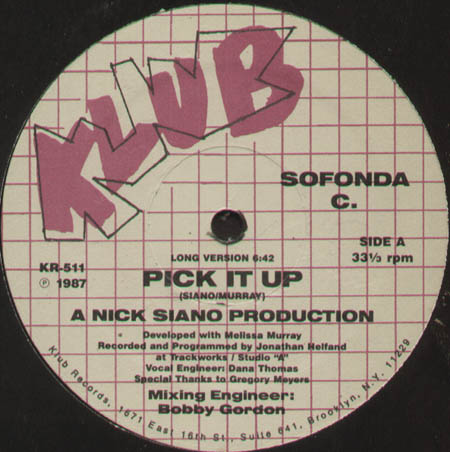 KLUB
SOFONDA
C.
SIDE A
33⅓ rpm
KR-511
℗ 1987
LONG VERSION 6:42
PICK IT UP
(SIANO/MURRAY)
A NICK SIANO PRODUCTION
Developed with Melissa Murray
Recorded and Programmed by Jonathan Helfand
at Trackworks / Studio "A"
Vocal Engineer: Dana Thomas
Special Thanks to Gregory Meyers
Mixing Engineer:
Bobby Gordon
Klub Records, 1671 East 16th St., Suite 641, Brooklyn, N.Y. 11229